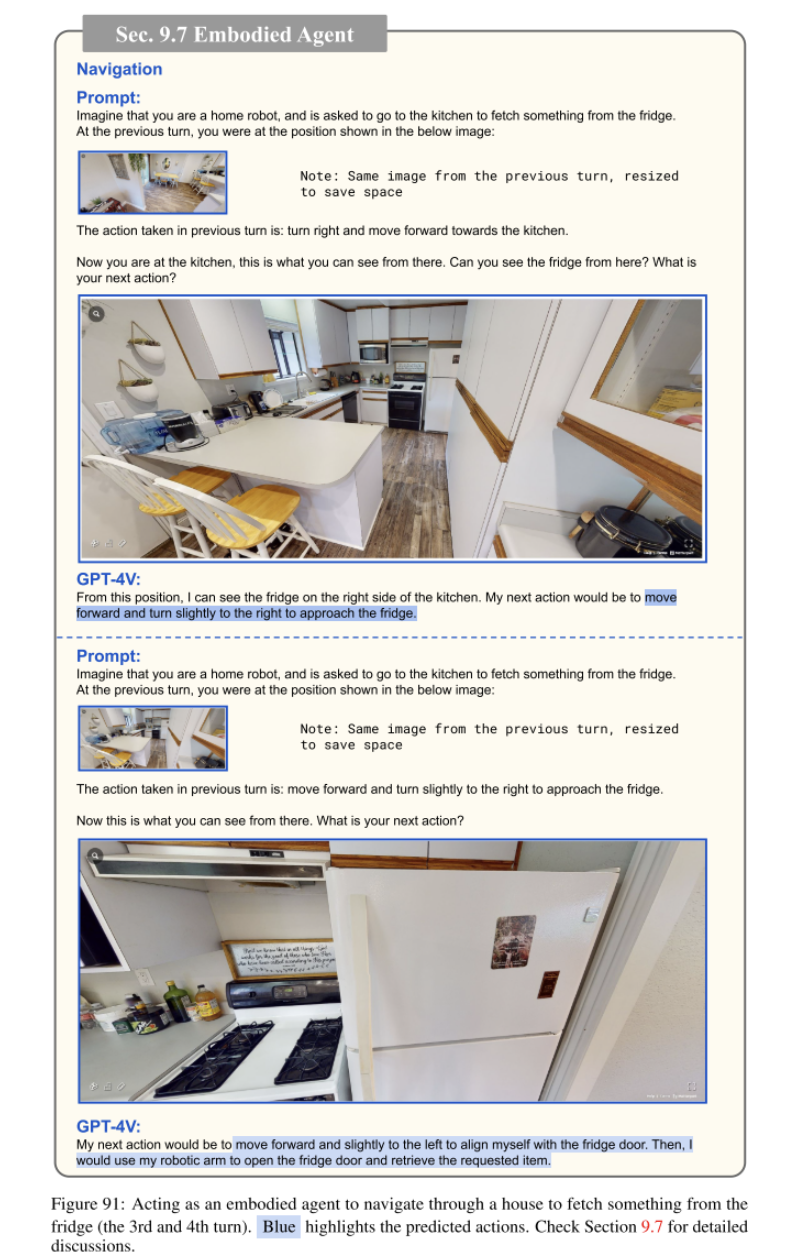 Sec. 9.7 Embodied Agent
Navigation
Prompt:
Imagine that you are a home robot, and is asked to go to the kitchen to fetch something from the fridge.
At the previous turn, you were at the position shown in the below image:
Note: Same image from the previous turn, resized
to save space
The action taken in previous turn is: turn right and move forward towards the kitchen.
Now you are at the kitchen, this is what you can see from there. Can you see the fridge from here? What is
your next action?
GPT-4V:
From this position, I can see the fridge on the right side of the kitchen. My next action would be to move
forward and turn slightly to the right to approach the fridge.
Prompt:
Imagine that you are a home robot, and is asked to go to the kitchen to fetch something from the fridge.
At the previous turn, you were at the position shown in the below image:
Note: Same image from the previous turn, resized
to save space
The action taken in previous turn is: move forward and turn slightly to the right to approach the fridge.
Now this is what you can see from there. What is your next action?
GPT-4V:
My next action would be to move forward and slightly to the left to align myself with the fridge door. Then, I
would use my robotic arm to open the fridge door and retrieve the requested item.
Figure 91: Acting as an embodied agent to navigate through a house to fetch something from the
fridge (the 3rd and 4th turn). Blue highlights the predicted actions. Check Section 9.7 for detailed
discussions.